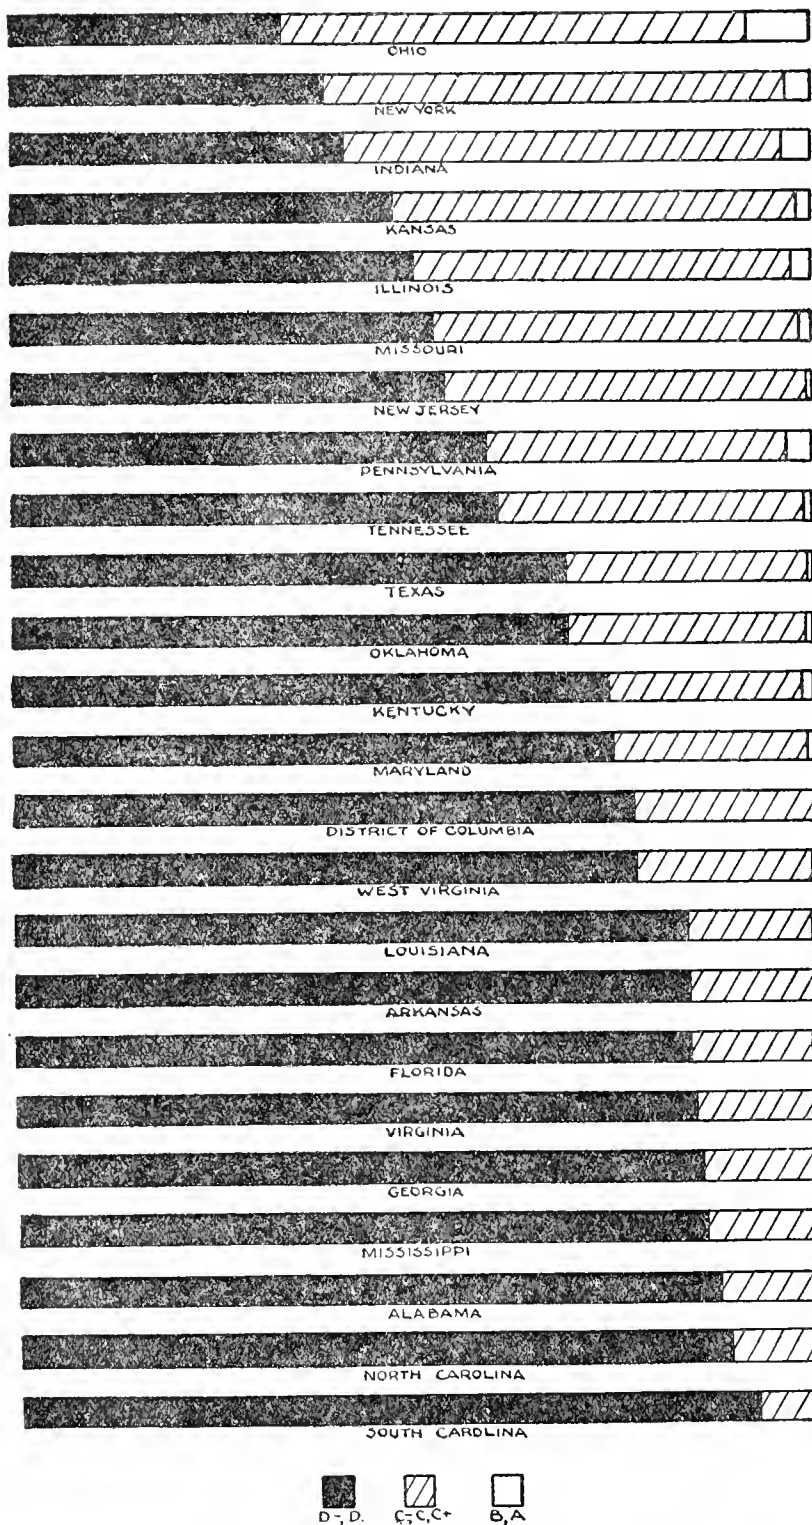 OHIO
NEW YORK
INDIANA
KANSAS
ILLINOIS
MISSOURI
NEW JERSEY
PENNSYLVANIA
TENNESSEE
TEXAS
OKLAHOMA
KENTUCKY
MARYLAND
DISTRICT OF COLUMBIA
WEST VIRGINIA
LOUISIANA
ARKANSAS
FLORIDA
VIRGINIA
GEORGIA
MISSISSIPPI
ALABAMA
NORTH CAROLINA
SOUTH CAROLINA
D-, D. C-, C, C+ B, A